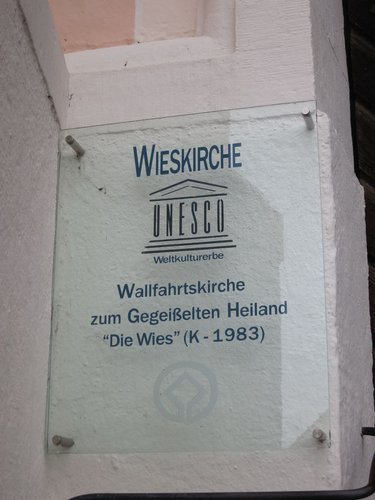 WIESKIRCHE
UNESCO
Weltkulturerbe
Wallfahrtskirche
zum Gegeißelten Heiland
"Die Wies" (K - 1983)